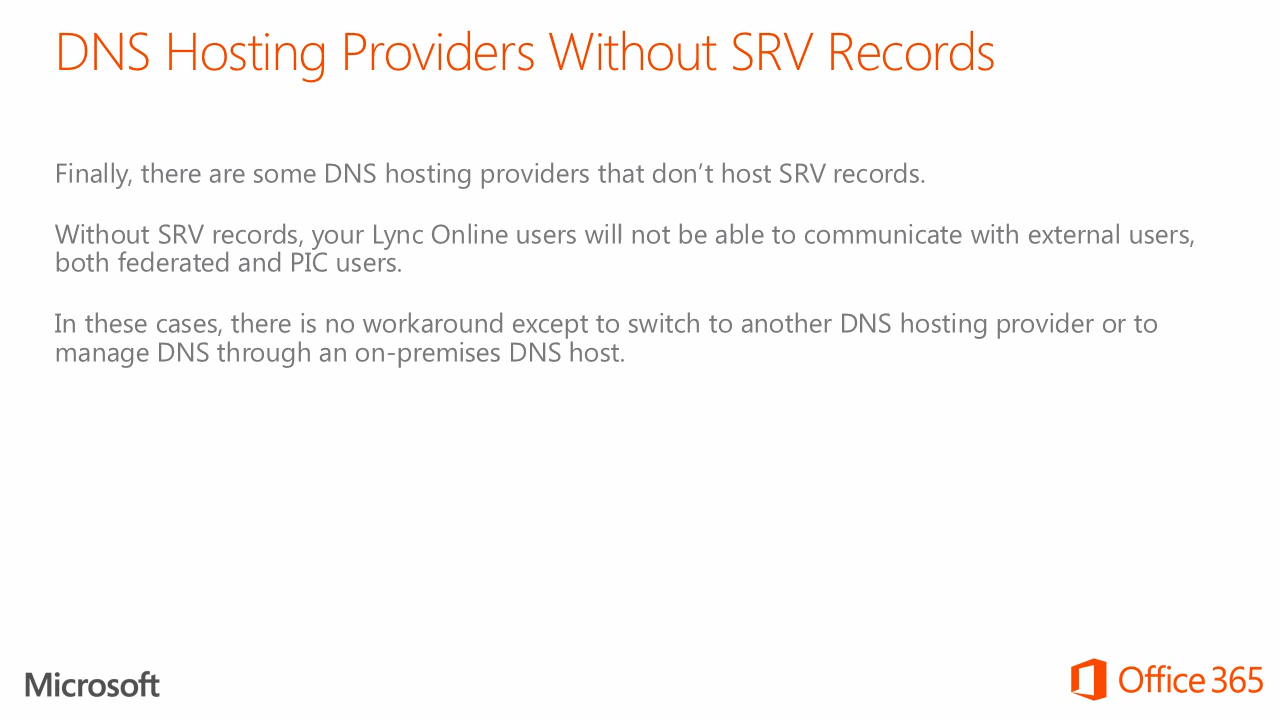 DNS Hosting Providers Without SRV Records
Finally, there are some DNS hosting providers that don’t host SRV records.
Without SRV records, your Lync Online users will not be able to communicate with external users,
both federated and PIC users.
In these cases, there is no workaround except to switch to another DNS hosting provider or to
manage DNS through an on-premises DNS host.
Microsoft
Office 365